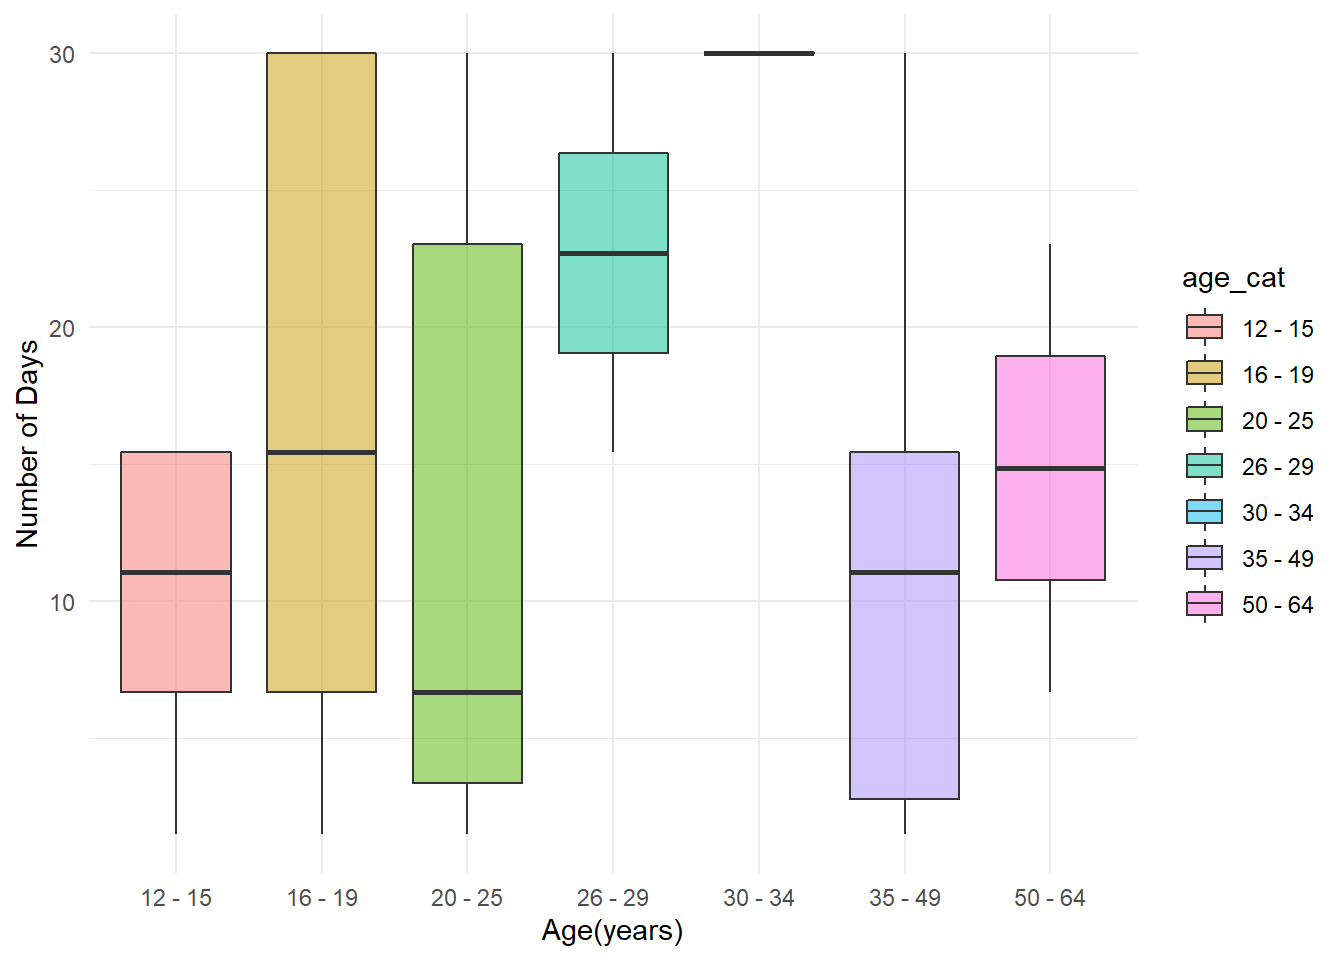 30
20
10
Number of Days
12 - 15
16 - 19
20 - 25
26 - 29
30 - 34
35 - 49
50 - 64
Age(years)
age_cat
12 - 15
16 - 19
20 - 25
26 - 29
30 - 34
35 - 49
50 - 64